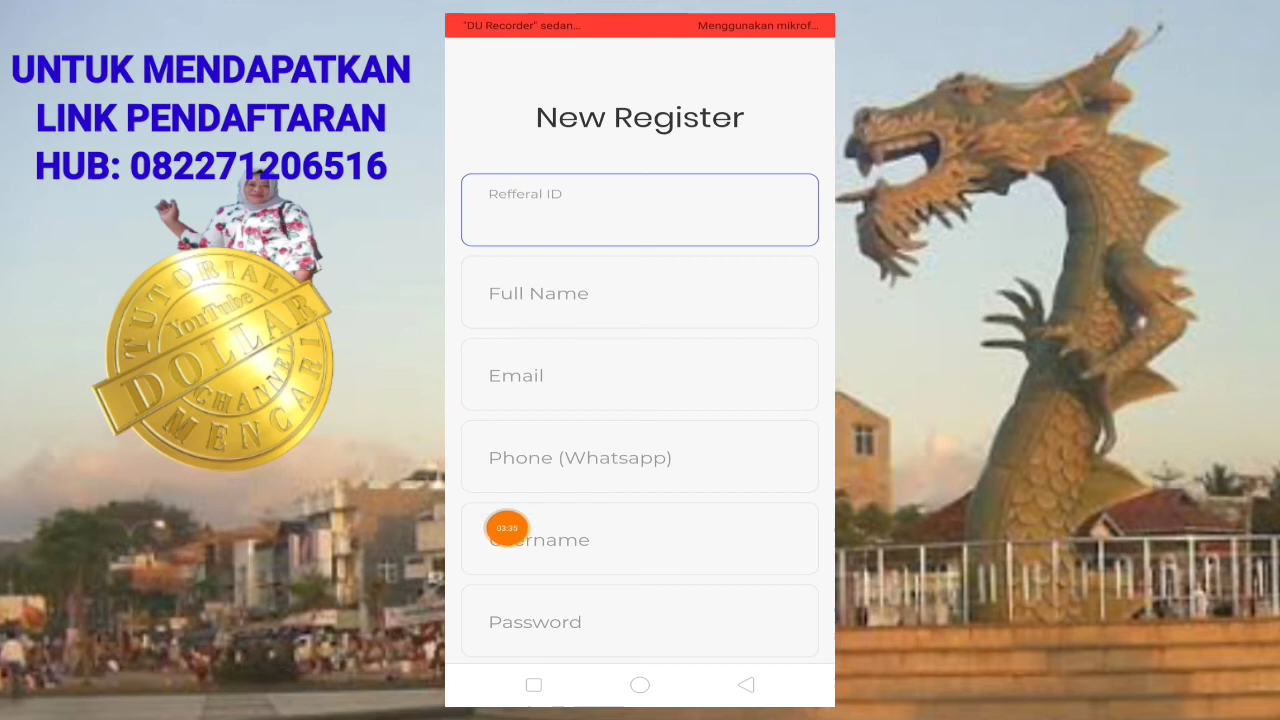 UNTUK MENDAPATKAN
LINK PENDAFTARAN
HUB: 082271206516
TUTORIAL
YouTube
DOLLAR
CHANNEL
MENCARI
"DU Recorder" sedan...
Menggunakan mikrof...
New Register
Refferal ID
Full Name
Email
Phone (Whatsapp)
03:35
Password